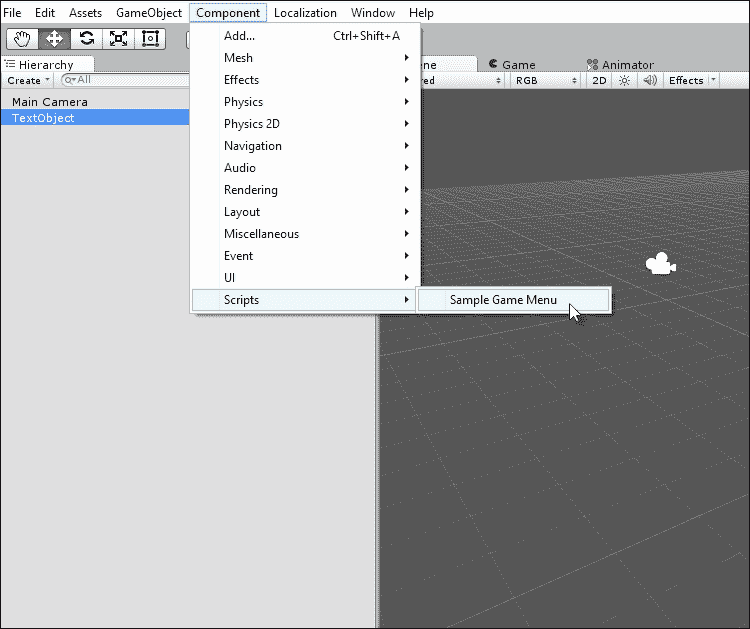 File Edit Assets GameObject Component Localization Window Help
Hierarchy
Create All
Main Camera
TextObject
Add... Ctrl+Shift+A
Mesh
Effects
Physics
Physics 2D
Navigation
Audio
Rendering
Layout
Miscellaneous
Event
UI
Scripts
Sample Game Menu
ne Game Animator
ed RGB 2D Effects